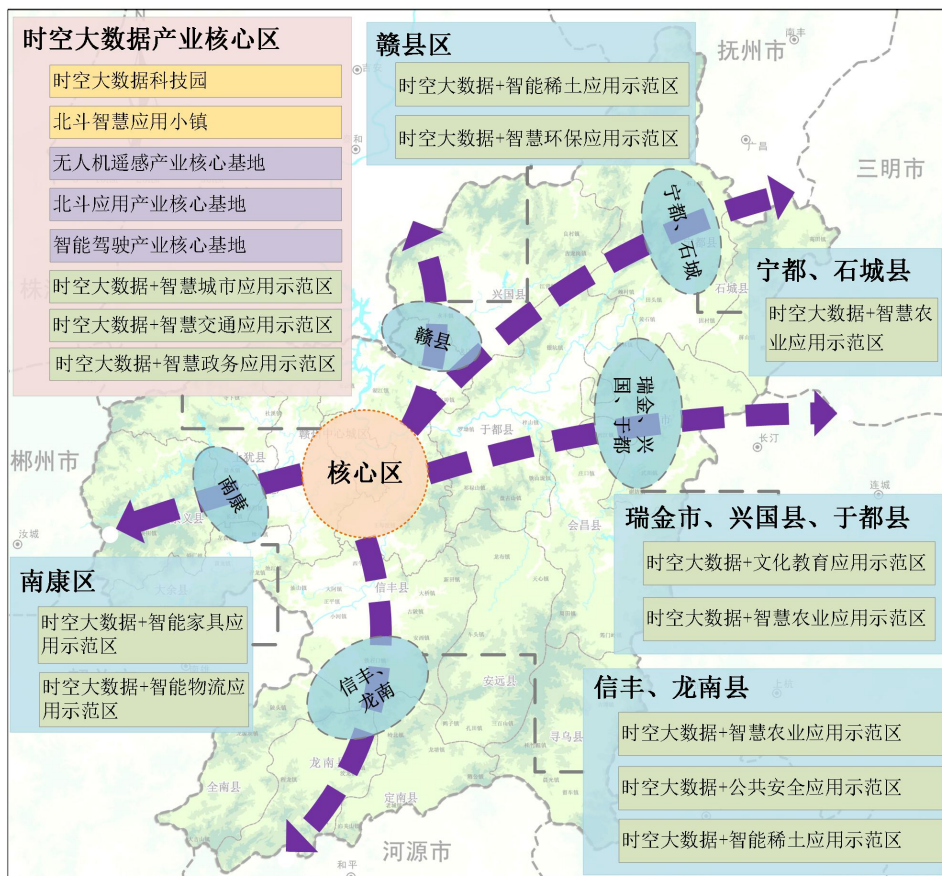 时空大数据产业核心区
时空大数据科技园
北斗智慧应用小镇
无人机遥感产业核心基地
北斗应用产业核心基地
智能驾驶产业核心基地
时空大数据+智慧城市应用示范区
时空大数据+智慧交通应用示范区
时空大数据+智慧政务应用示范区
赣县区
时空大数据+智能稀土应用示范区
时空大数据+智慧环保应用示范区
南丰
抚州市
广昌
三明市
宁都、石城
石城县
兴国县
赣县
宁都、石城县
时空大数据+智慧农
业应用示范区
瑞金、兴
国、于都
于都县
长汀
连城
郴州市
汝城
南康
核心区
会昌县
瑞金市、兴国县、于都县
时空大数据+文化教育应用示范区
时空大数据+智慧农业应用示范区
南康区
时空大数据+智能家具应
用示范区
时空大数据+智能物流应
用示范区
信丰县
信丰、
龙南
安远县
寻乌县
上杭
信丰、龙南县
时空大数据+智慧农业应用示范区
时空大数据+公共安全应用示范区
时空大数据+智能稀土应用示范区
全南县
定南县
河源市
和平